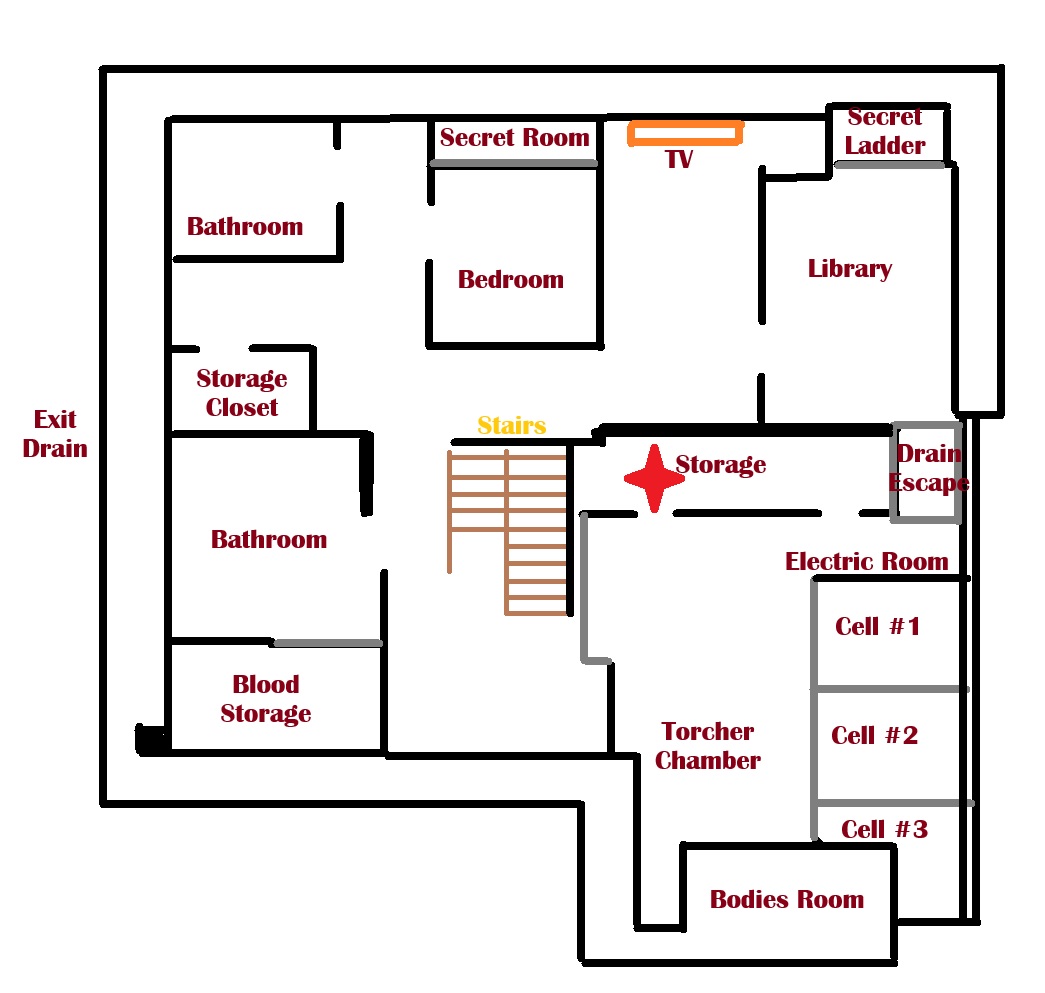 Secret Room
TV
Secret
Ladder
Bathroom
Bedroom
Library
Storage
Closet
Exit
Drain
Stairs
Storage
Drain
Escape
Bathroom
Electric Room
Cell #1
Blood
Storage
Torcher
Chamber
Cell #2
Cell #3
Bodies Room